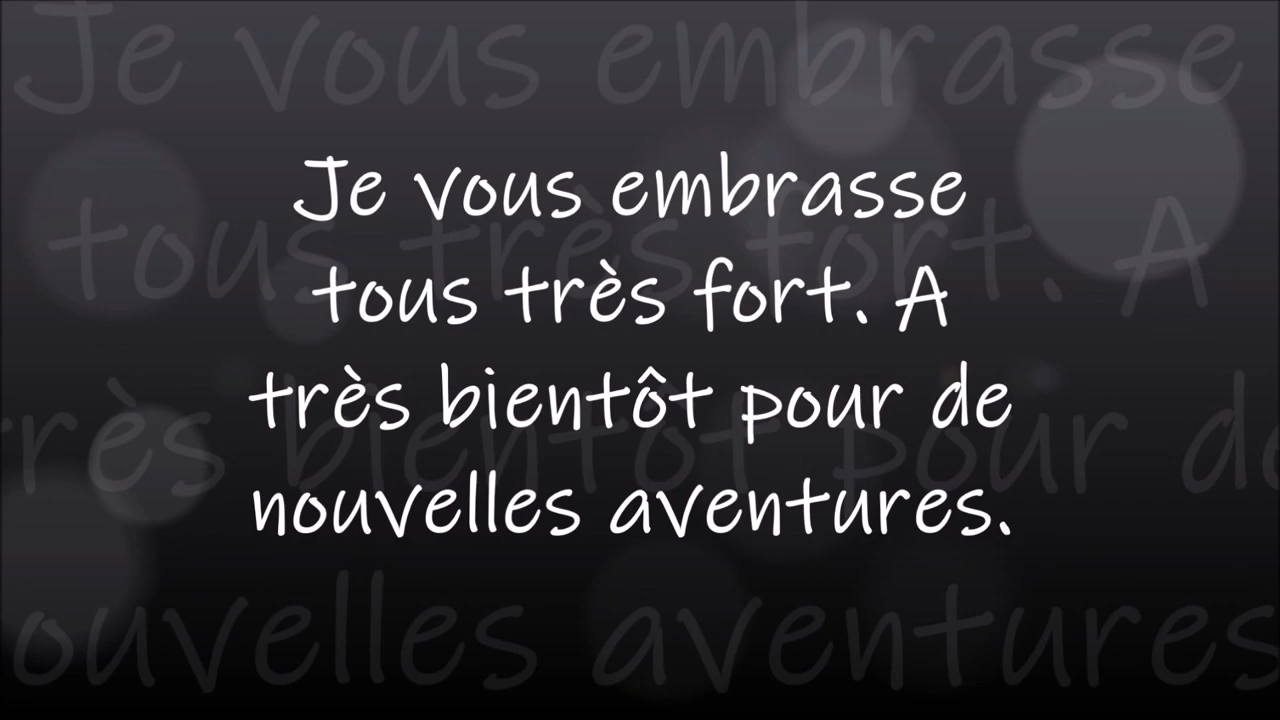 Je vous embrasse
tous très fort. A
très bientôt pour de
nouvelles aventures.